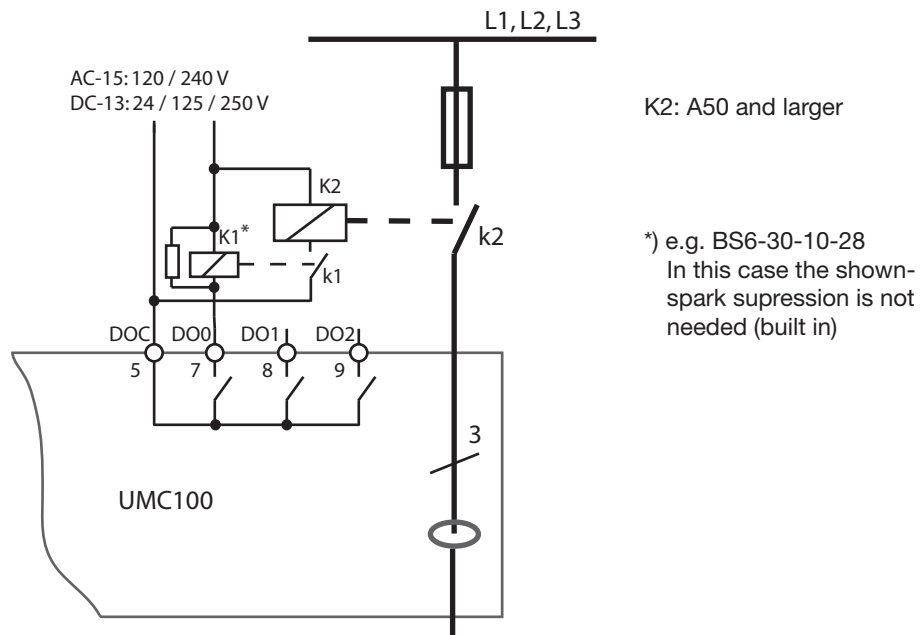 L1, L2, L3
AC-15: 120 / 240 V
DC-13: 24 / 125 / 250 V
K2: A50 and larger
K2
K1*
k2
k1
*) e.g. BS6-30-10-28
In this case the shown-
spark supression is not
needed (built in)
DOC DO0 DO1 DO2
5 7 8 9
3
UMC100